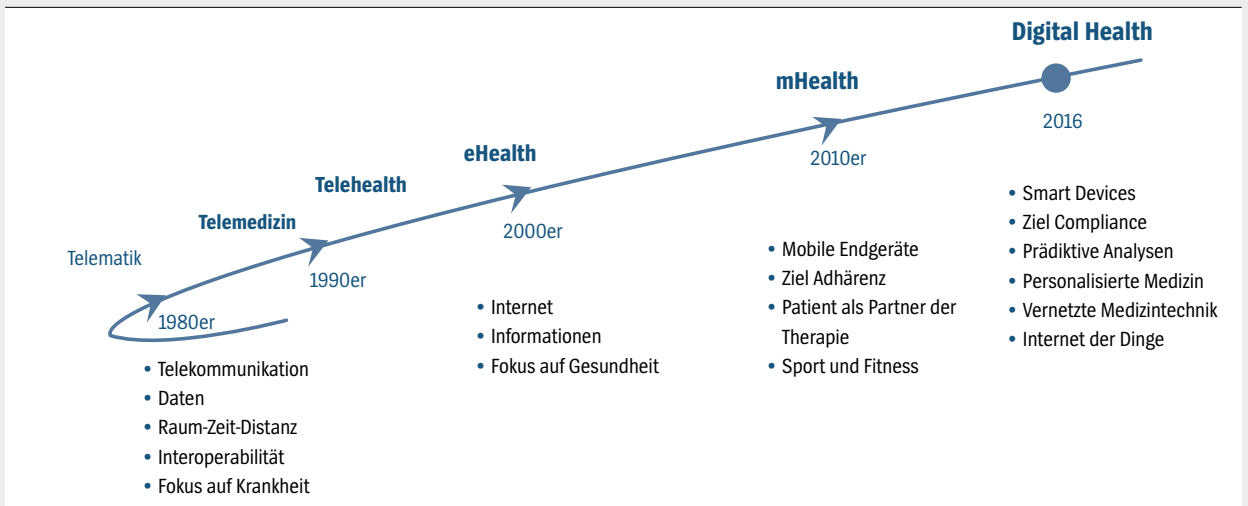 Telematik
1980er
• Telekommunikation
• Daten
• Raum-Zeit-Distanz
• Interoperabilität
• Fokus auf Krankheit
Telemedizin
1990er
Telehealth
eHealth
2000er
• Internet
• Informationen
• Fokus auf Gesundheit
mHealth
2010er
• Mobile Endgeräte
• Ziel Adhärenz
• Patient als Partner der
Therapie
• Sport und Fitness
Digital Health
2016
• Smart Devices
• Ziel Compliance
• Prädiktive Analysen
• Personalisierte Medizin
• Vernetzte Medizintechnik
• Internet der Dinge